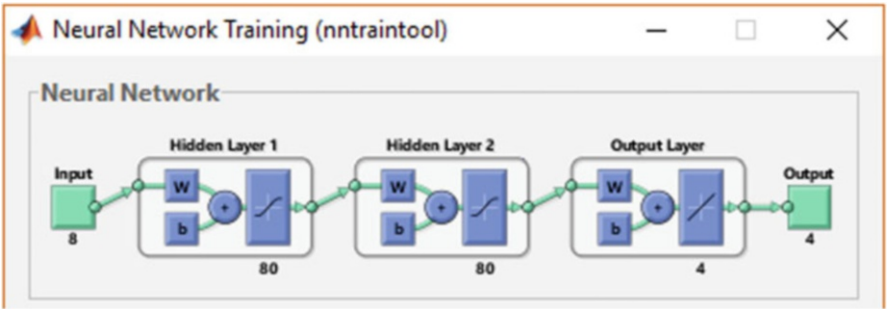 Neural Network Training (nntraintool)
Neural Network
Hidden Layer 1 Hidden Layer 2 Output Layer
Input Output
W W W
+ + +
b b b
8 4
80 80 4